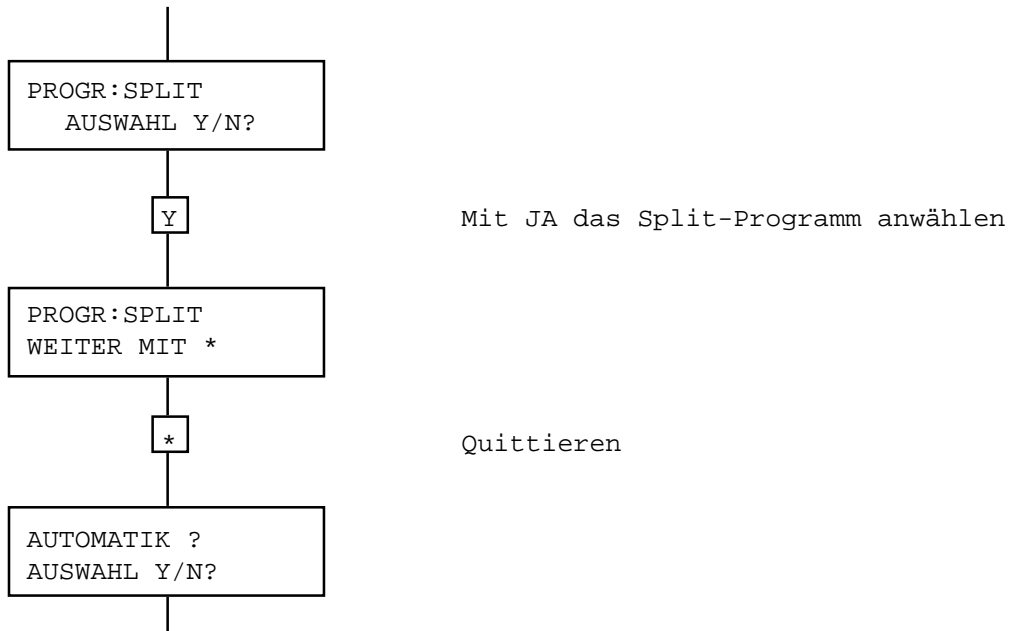 PROGR:SPLIT
AUSWAHL Y/N?
Y
Mit JA das Split-Programm anwählen
PROGR:SPLIT
WEITER MIT *
*
Quittieren
AUTOMATIK ?
AUSWAHL Y/N?